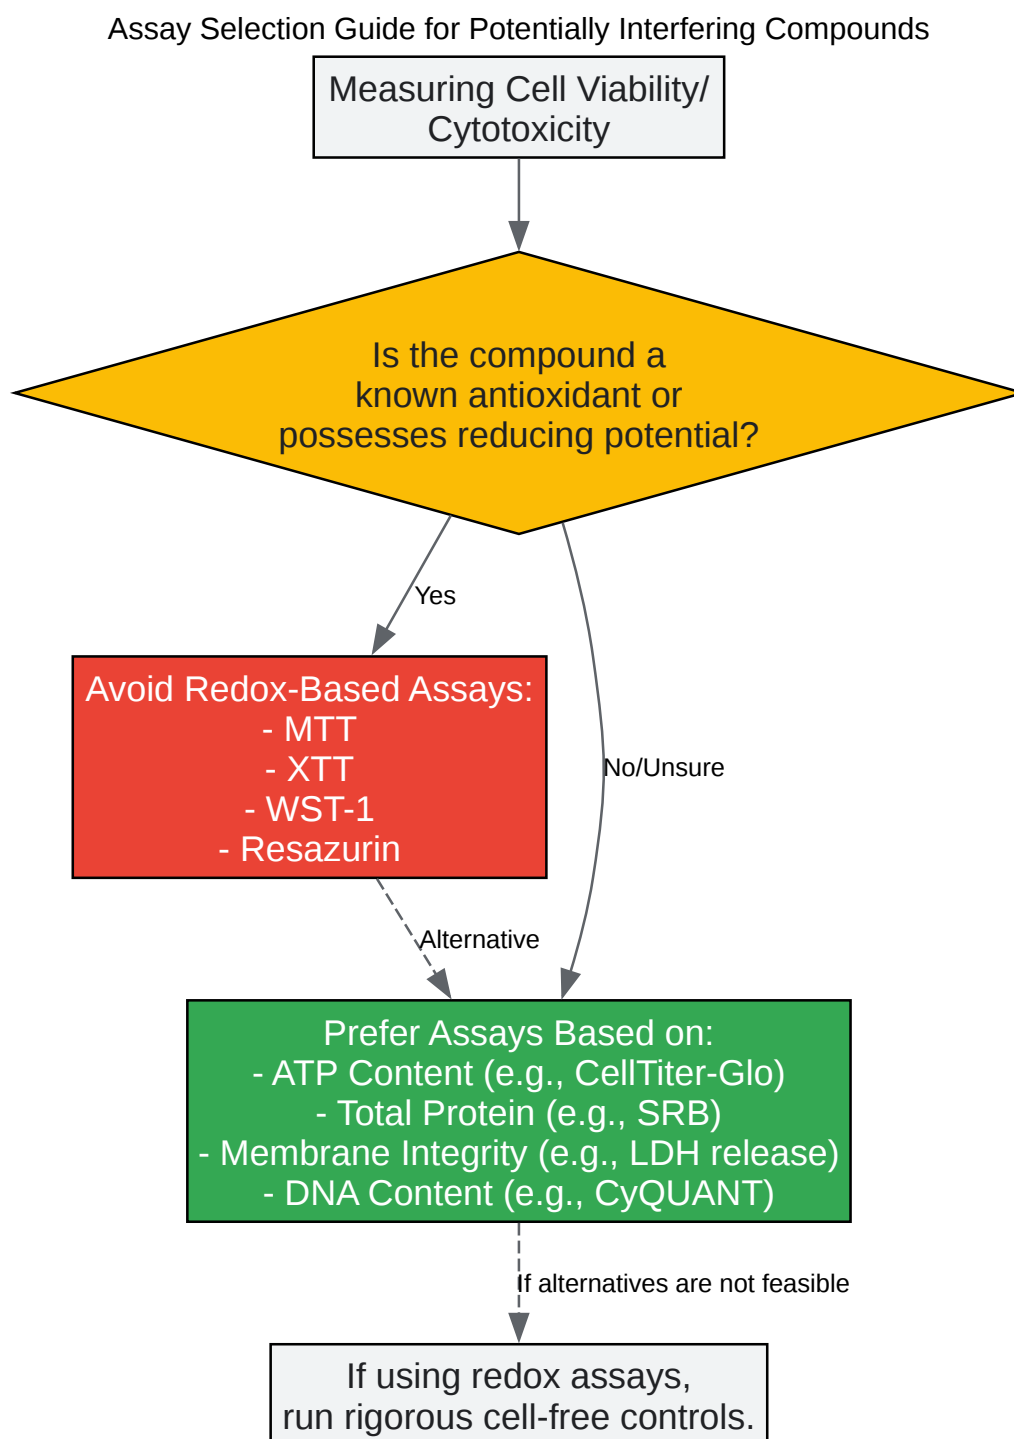 Assay Selection Guide for Potentially Interfering Compounds
Measuring Cell Viability/
Cytotoxicity
Is the compound a
known antioxidant or
possesses reducing potential?
Yes
Avoid Redox-Based Assays:
- MTT
- XTT
- WST-1
- Resazurin
No/Unsure
Alternative
Prefer Assays Based on:
- ATP Content (e.g., CellTiter-Glo)
- Total Protein (e.g., SRB)
- Membrane Integrity (e.g., LDH release)
- DNA Content (e.g., CyQUANT)
If alternatives are not feasible
If using redox assays,
run rigorous cell-free controls.